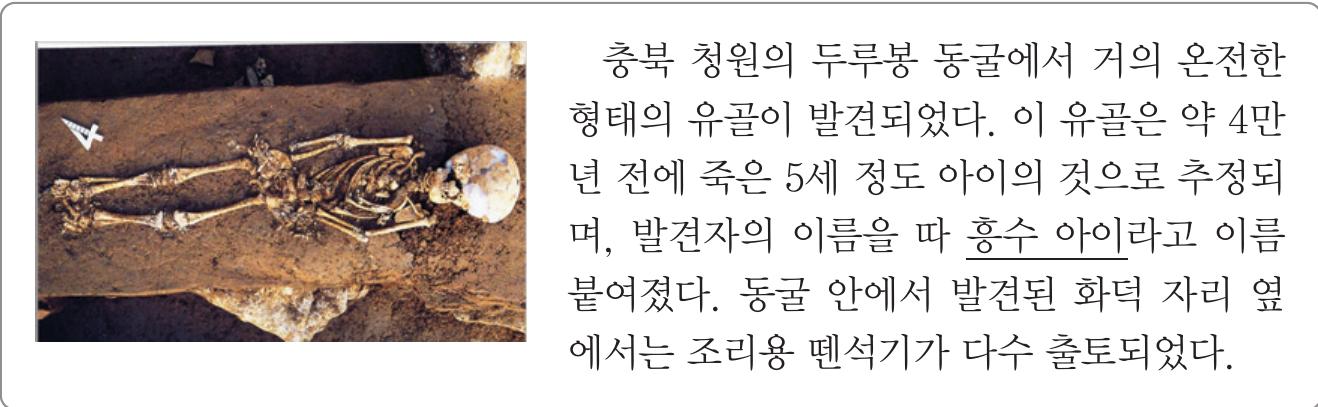 4
충북 청원의 두루봉 동굴에서 거의 온전한
형태의 유골이 발견되었다. 이 유골은 약 4만
년 전에 죽은 5세 정도 아이의 것으로 추정되
며, 발견자의 이름을 따 흥수 아이라고 이름
붙여졌다. 동굴 안에서 발견된 화덕 자리 옆
에서는 조리용 뗀석기가 다수 출토되었다.